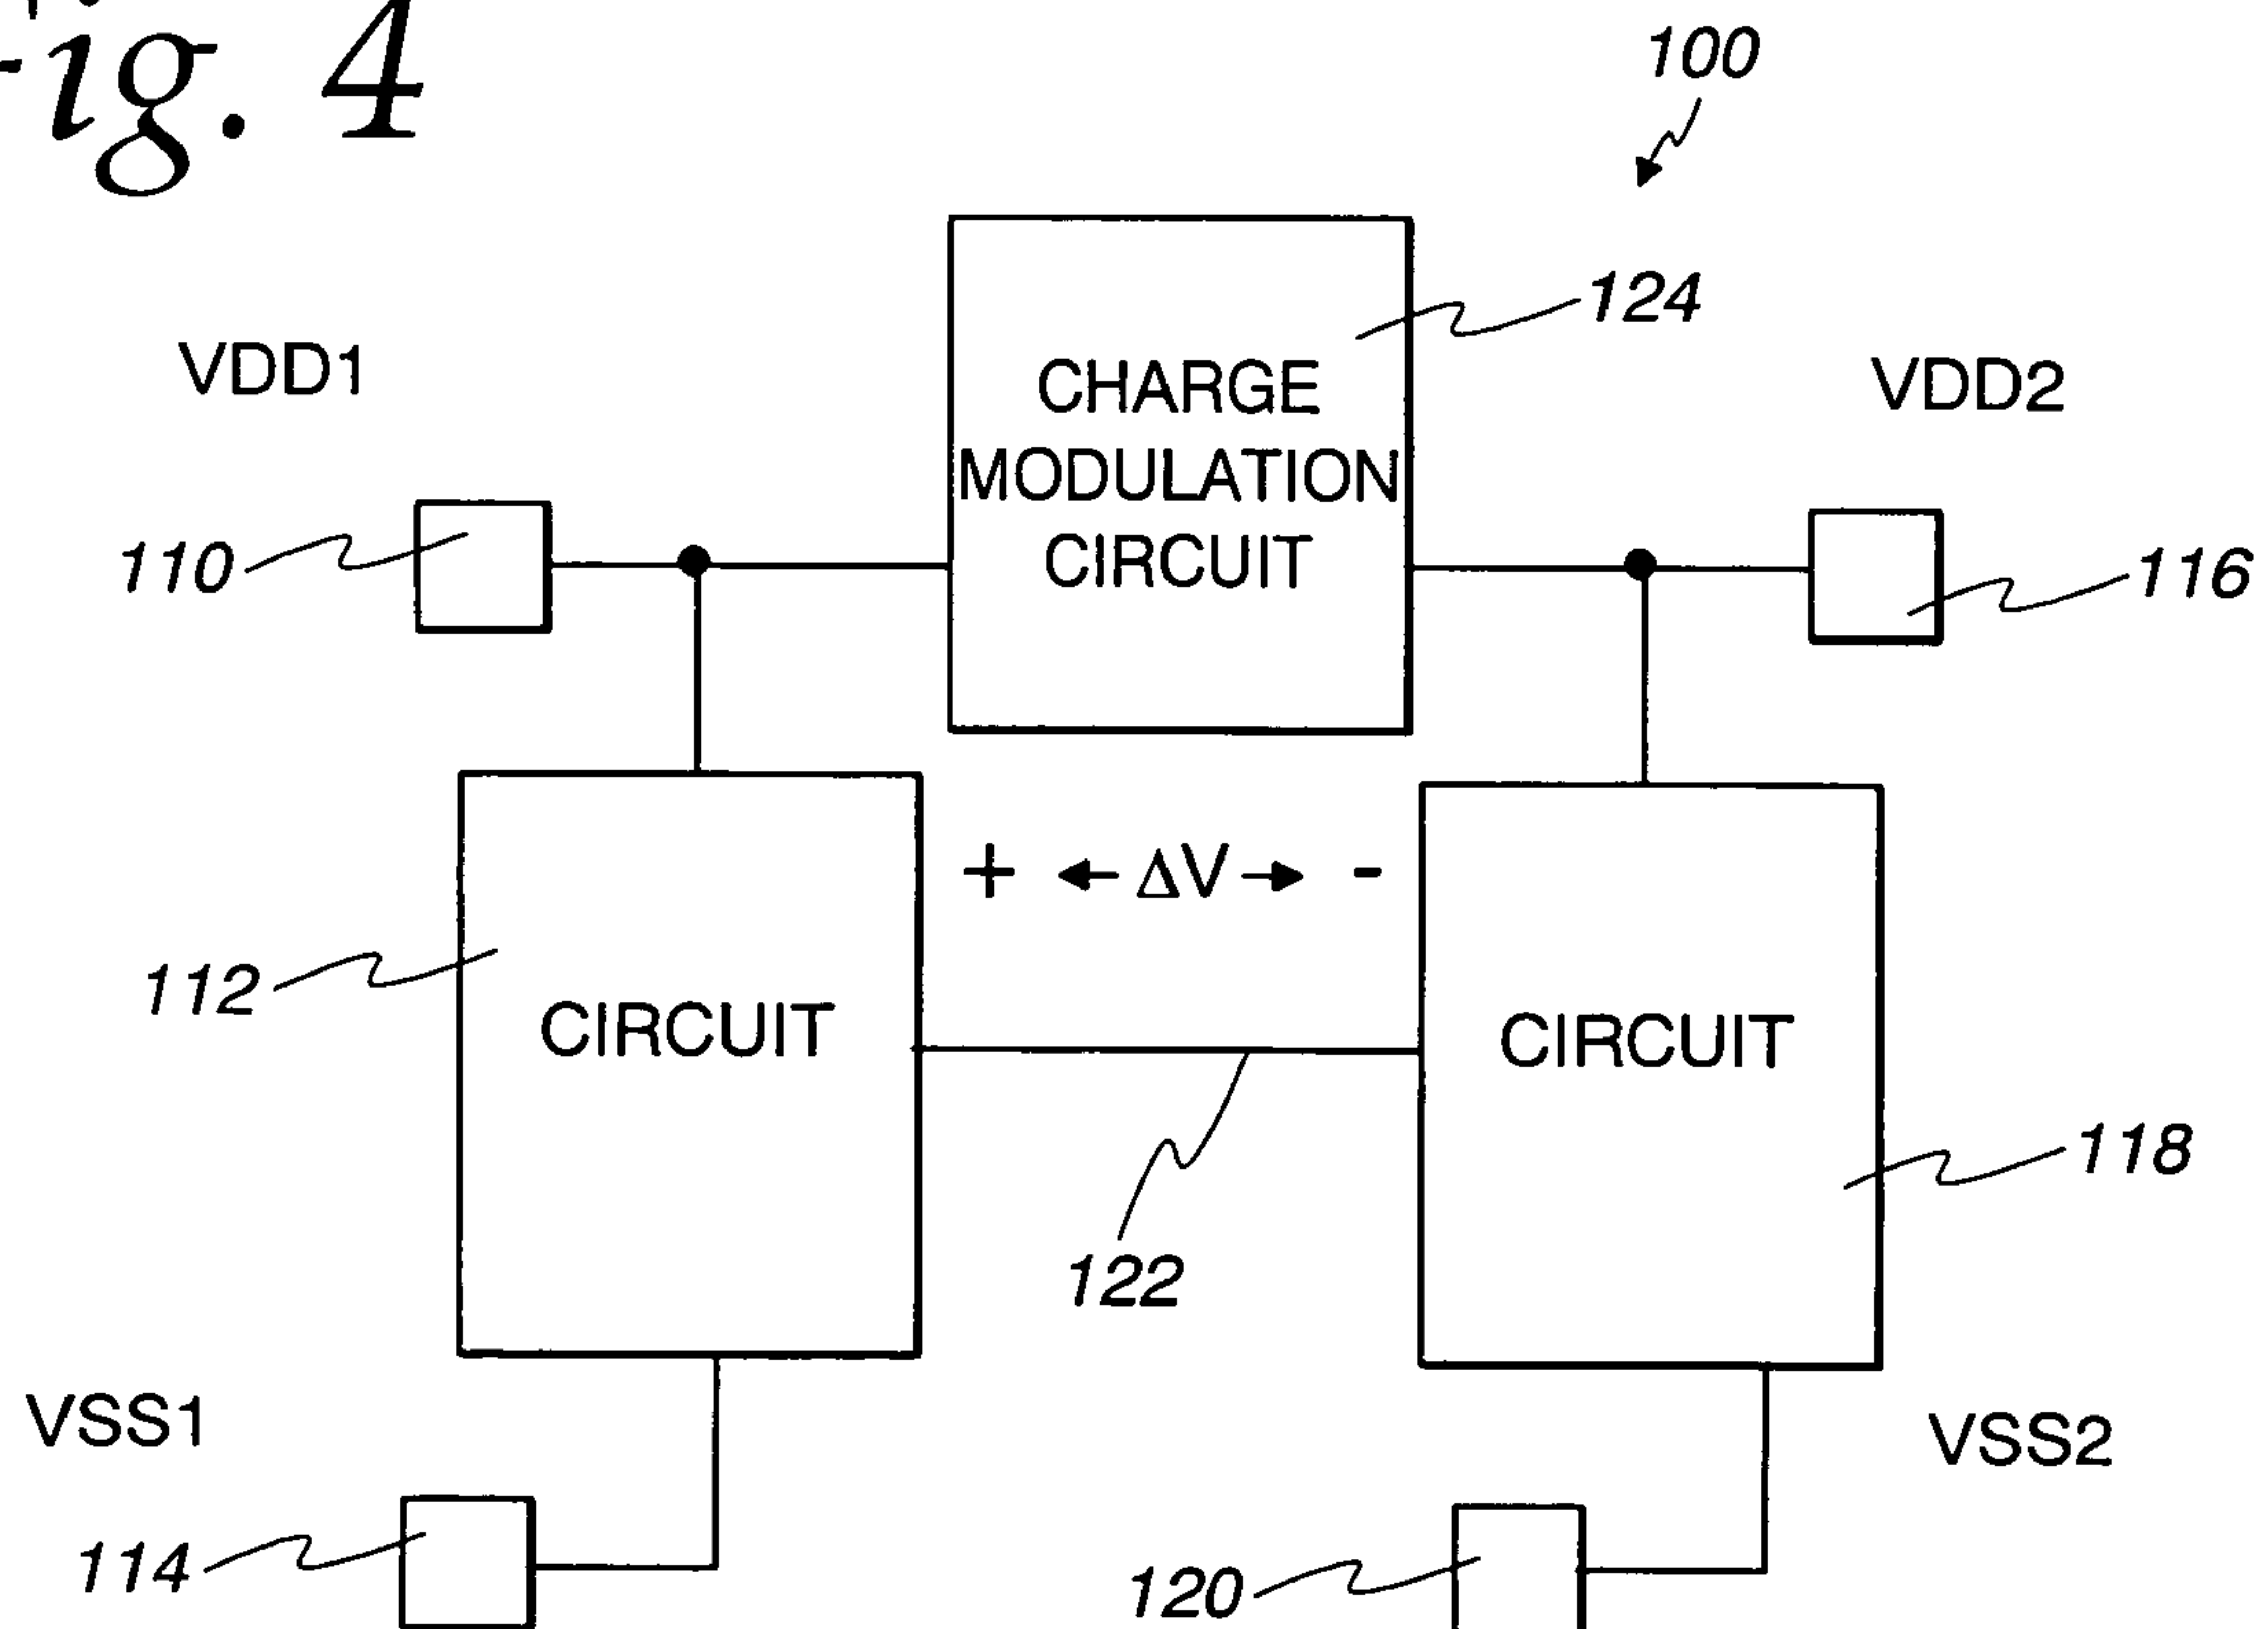 Fig. 4
100
124
VDD1
CHARGE
MODULATION
CIRCUIT
VDD2
110
116
+ ← ΔV → -
112
CIRCUIT
CIRCUIT
118
122
VSS1
VSS2
114
120